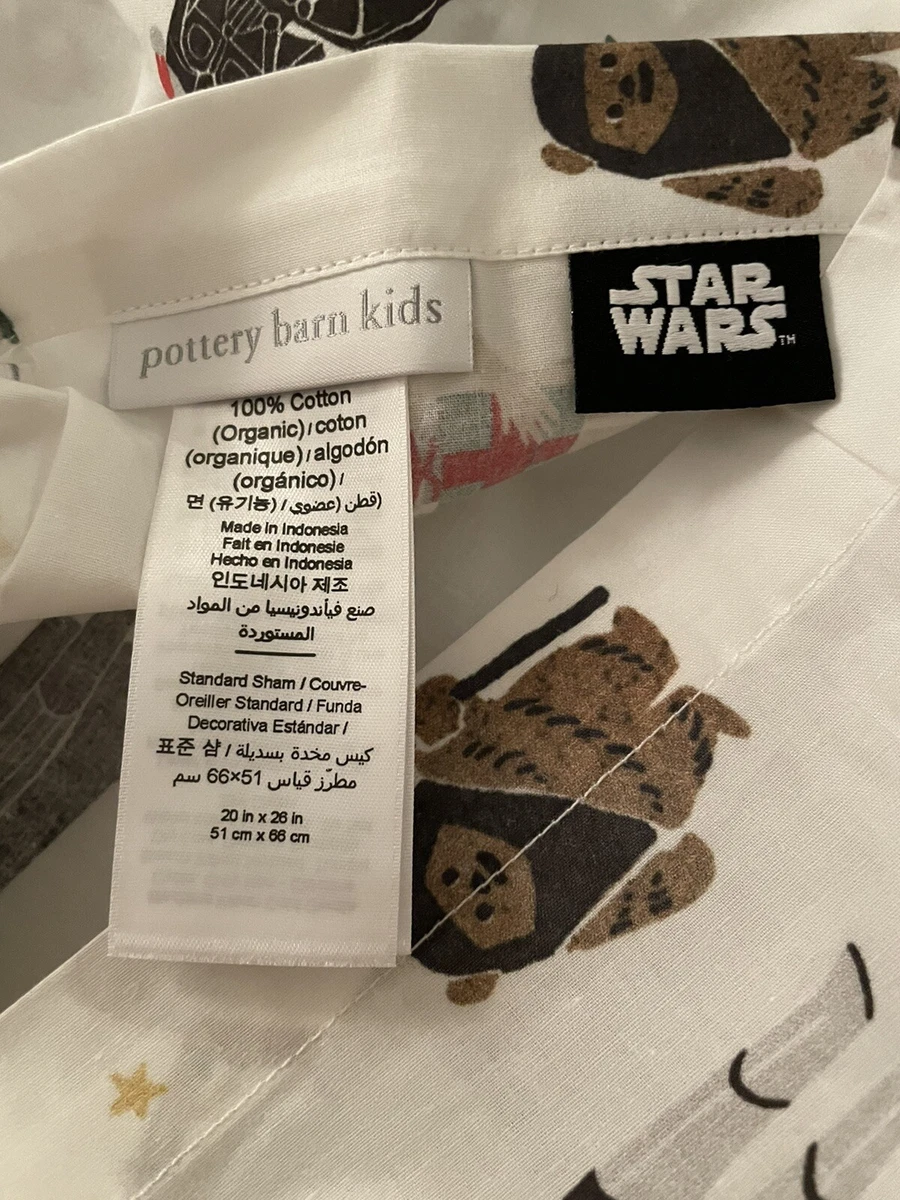 pottery barn kids
STAR
WARS TM
100% Cotton
(Organic)/coton
(organique)/algodón
(orgánico)/
면 (유기농) / قطن (عضوي)
Made in Indonesia
Fait en Indonesie
Hecho en Indonesia
인도네시아 제조
صنع فيأندونيسيا من المواد
المستوردة
Standard Sham / Couvre-
Oreiller Standard / Funda
Decorativa Estándar /
표준 샴 / كيس مخدة بسديلة
مطرّز قياس 51×66 سم
20 in x 26 in
51 cm x 66 cm